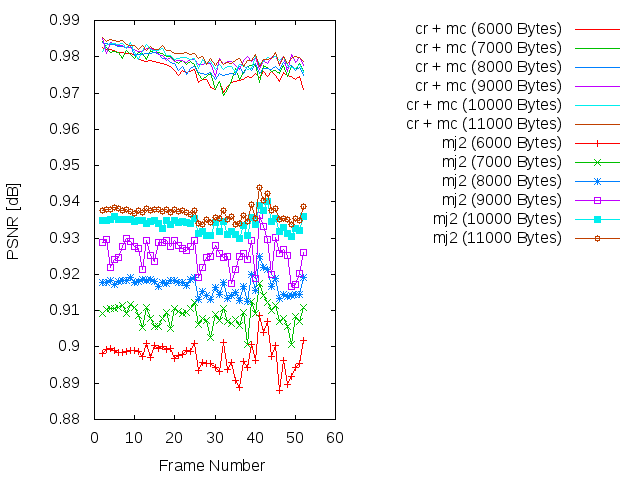 0.99
0.98
0.97
0.96
0.95
0.94
0.93
0.92
0.91
0.9
0.89
0.88
PSNR [dB]
0 10 20 30 40 50 60
Frame Number
cr + mc (6000 Bytes)
cr + mc (7000 Bytes)
cr + mc (8000 Bytes)
cr + mc (9000 Bytes)
cr + mc (10000 Bytes)
cr + mc (11000 Bytes)
mj2 (6000 Bytes)
mj2 (7000 Bytes)
mj2 (8000 Bytes)
mj2 (9000 Bytes)
mj2 (10000 Bytes)
mj2 (11000 Bytes)